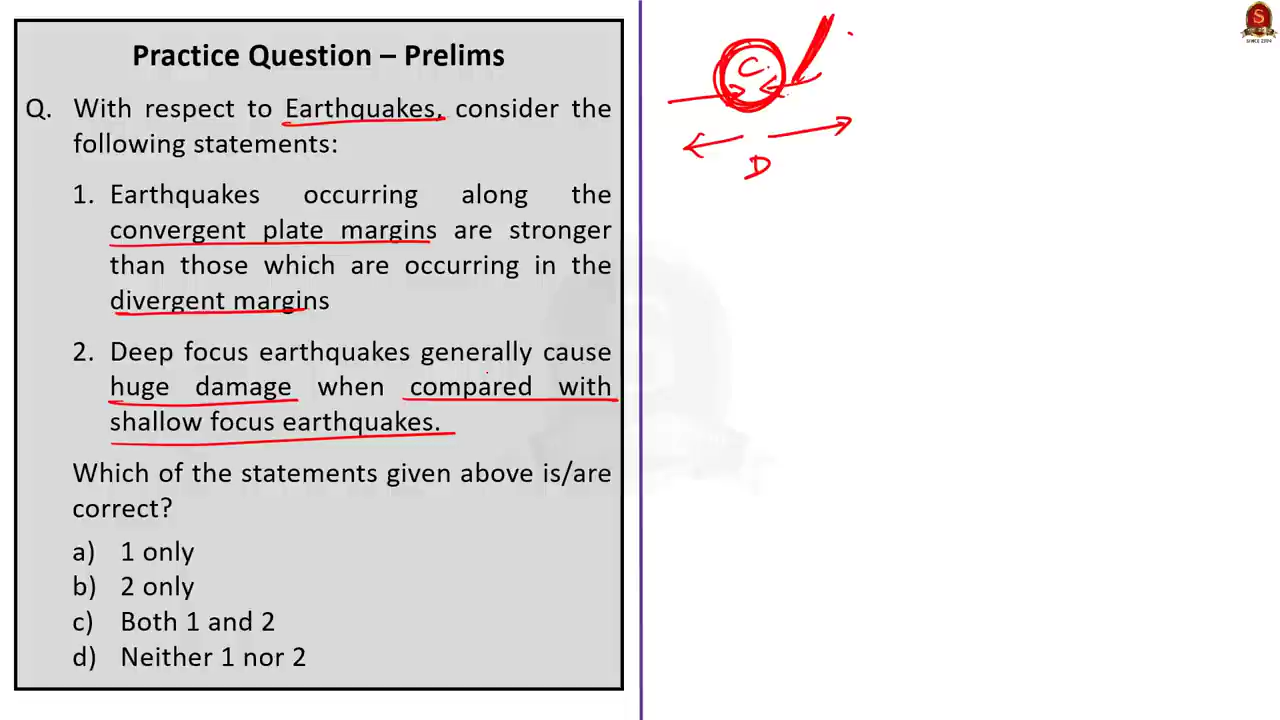 Practice Question – Prelims
Q. With respect to Earthquakes, consider the
following statements:
1. Earthquakes occurring along the
convergent plate margins are stronger
than those which are occurring in the
divergent margins
2. Deep focus earthquakes generally cause
huge damage when compared with
shallow focus earthquakes.
Which of the statements given above is/are
correct?
a) 1 only
b) 2 only
c) Both 1 and 2
d) Neither 1 nor 2
C
D
S
SINCE 2004